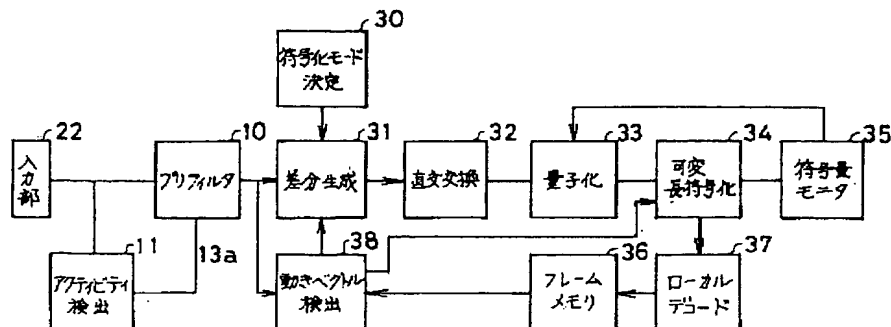 30
符号化モード
決定
22
入力部
10
プリフィルタ
31
差分生成
32
直交変換
33
量子化
34
可変
長符号化
35
符号量
モニタ
11
アクティビティ
検出
13a
38
動きベクトル
検出
36
フレーム
メモリ
37
ローカル
デコード